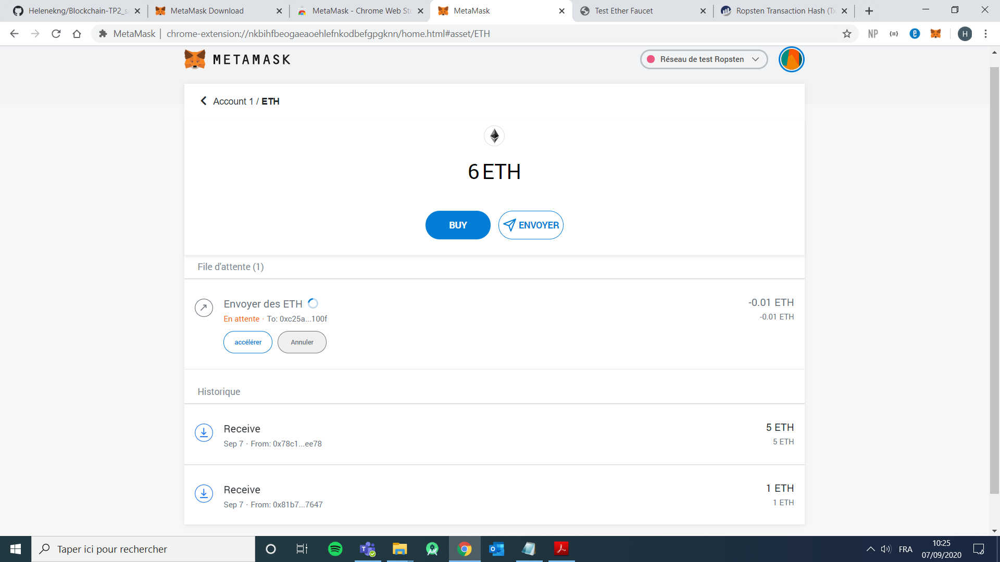 Helenekng/Blockchain-TP2_s
MetaMask Download
MetaMask - Chrome Web Sto
MetaMask
Test Ether Faucet
Ropsten Transaction Hash (Tx
MetaMask | chrome-extension://nkbihfbeogaeaoehlefnkodbefgpgknn/home.html#asset/ETH
NP
H
METAMASK
Réseau de test Ropsten
Account 1 / ETH
6 ETH
BUY
ENVOYER
File d'attente (1)
Envoyer des ETH
-0.01 ETH
En attente · To: 0xc25a...100f
-0.01 ETH
accélérer
Annuler
Historique
Receive
5 ETH
Sep 7 · From: 0x78c1...ee78
5 ETH
Receive
1 ETH
Sep 7 · From: 0x81b7...7647
1 ETH
Taper ici pour rechercher
FRA
10:25
07/09/2020